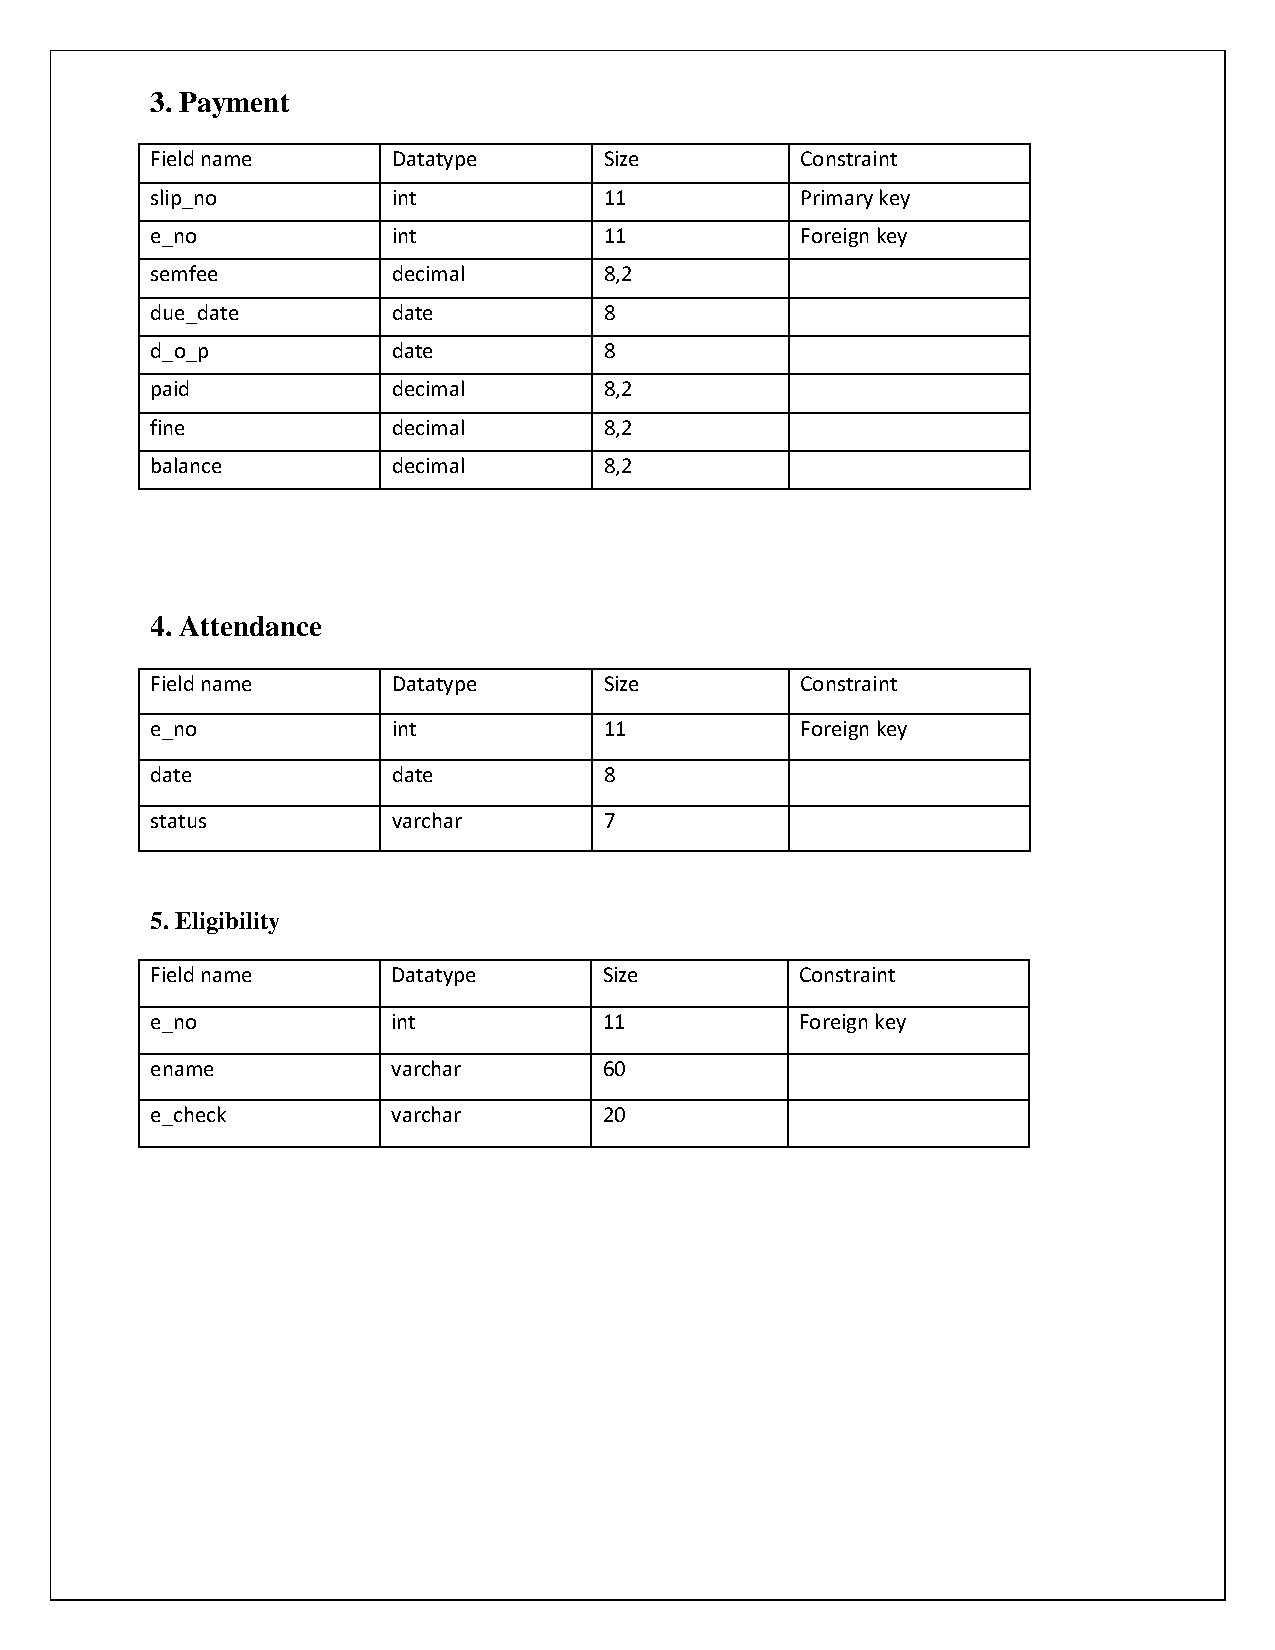 3. Payment
Field name Datatype Size Constraint
slip_no int 11 Primary key
e_no int 11 Foreign key
semfee decimal 8,2
due_date date 8
d_o_p date 8
paid decimal 8,2
fine decimal 8,2
balance decimal 8,2
4. Attendance
Field name Datatype Size Constraint
e_no int 11 Foreign key
date date 8
status varchar 7
5. Eligibility
Field name Datatype Size Constraint
e_no int 11 Foreign key
ename varchar 60
e_check varchar 20